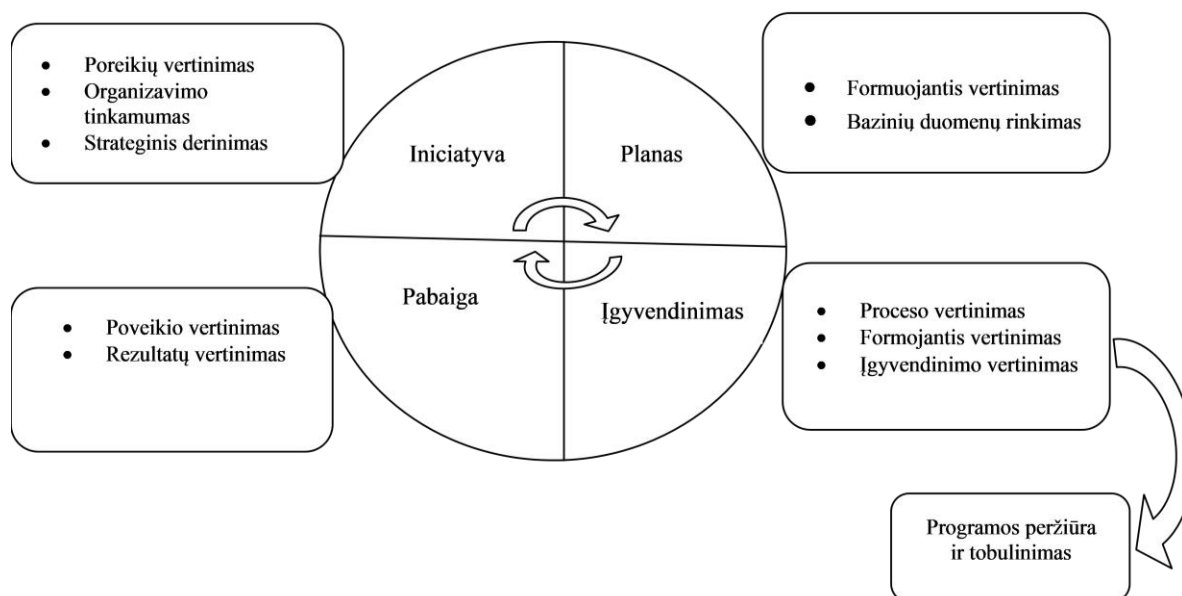 Poreikių vertinimas
Organizavimo
tinkamumas
Strateginis derinimas
Iniciatyva
Planas
Formuojantis vertinimas
Bazinių duomenų rinkimas
Poveikio vertinimas
Rezultatų vertinimas
Pabaiga
Įgyvendinimas
Proceso vertinimas
Formojantis vertinimas
Įgyvendinimo vertinimas
Programos peržiūra
ir tobulinimas